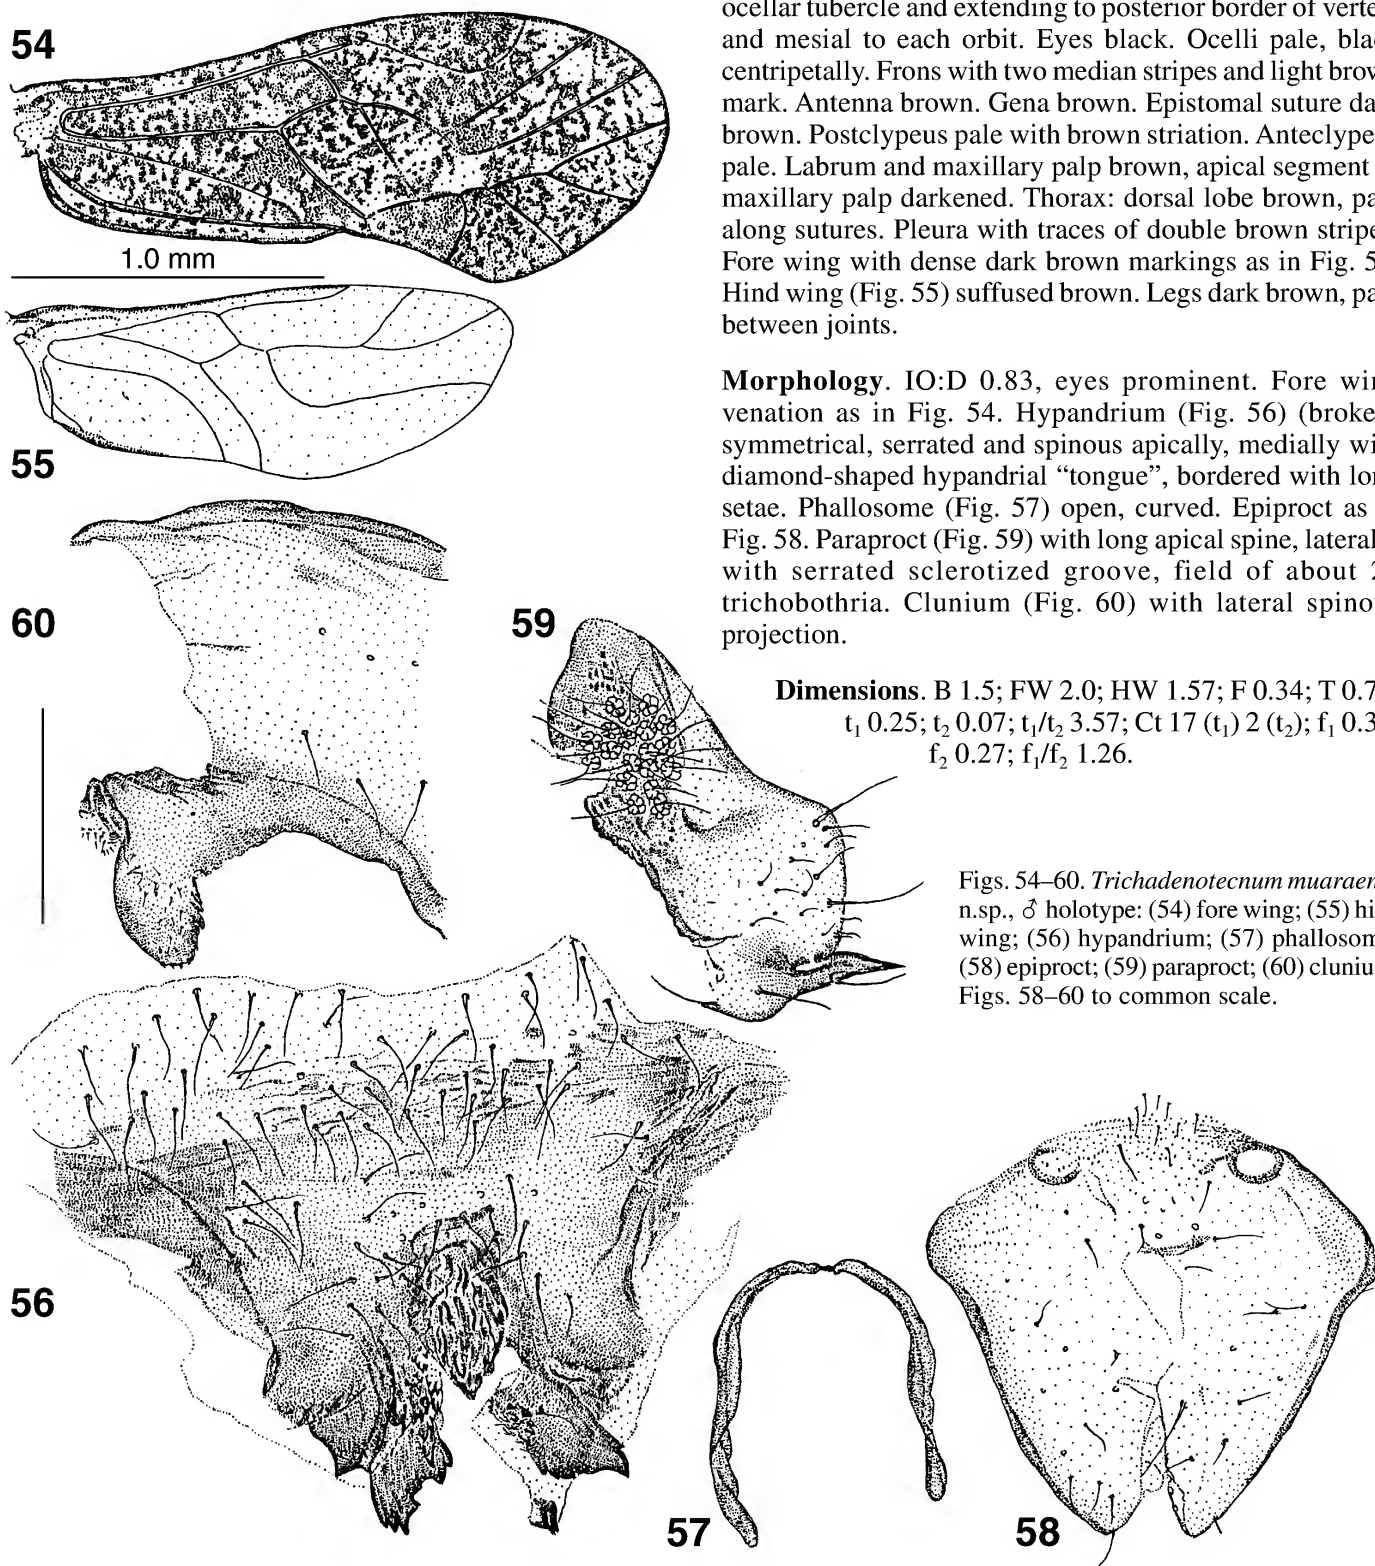 54
1.0 mm
55
60
59
56
57
58
ocellar tubercle and extending to posterior border of verte
and mesial to each orbit. Eyes black. Ocelli pale, blac
centripetally. Frons with two median stripes and light brow
mark. Antenna brown. Gena brown. Epistomal suture da
brown. Postclypeus pale with brown striation. Anteclype
pale. Labrum and maxillary palp brown, apical segment
maxillary palp darkened. Thorax: dorsal lobe brown, pa
along sutures. Pleura with traces of double brown stripe
Fore wing with dense dark brown markings as in Fig. 5
Hind wing (Fig. 55) suffused brown. Legs dark brown, pa
between joints.
Morphology. IO:D 0.83, eyes prominent. Fore win
venation as in Fig. 54. Hypandrium (Fig. 56) (broke
symmetrical, serrated and spinous apically, medially wi
diamond-shaped hypandrial “tongue”, bordered with lon
setae. Phallosome (Fig. 57) open, curved. Epiproct as
Fig. 58. Paraproct (Fig. 59) with long apical spine, lateral
with serrated sclerotized groove, field of about 2
trichobothria. Clunium (Fig. 60) with lateral spino
projection.
Dimensions. B 1.5; FW 2.0; HW 1.57; F 0.34; T 0.7
t₁ 0.25; t₂ 0.07; t₁/t₂ 3.57; Ct 17 (t₁) 2 (t₂); f₁ 0.3
f₂ 0.27; f₁/f₂ 1.26.
Figs. 54–60. Trichadenotecnum muaraen
n.sp., ♂ holotype: (54) fore wing; (55) hi
wing; (56) hypandrium; (57) phallosom
(58) epiproct; (59) paraproct; (60) cluniu
Figs. 58–60 to common scale.